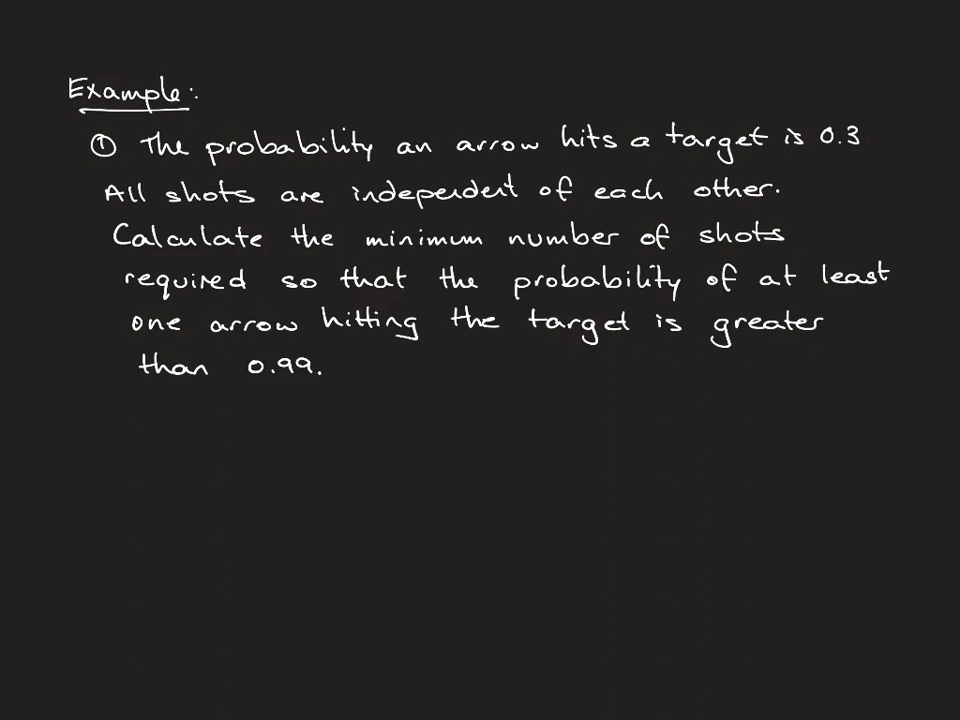 Example:
① The probability an arrow hits a target is 0.3
All shots are independent of each other.
Calculate the minimum number of shots
required so that the probability of at least
one arrow hitting the target is greater
than 0.99.